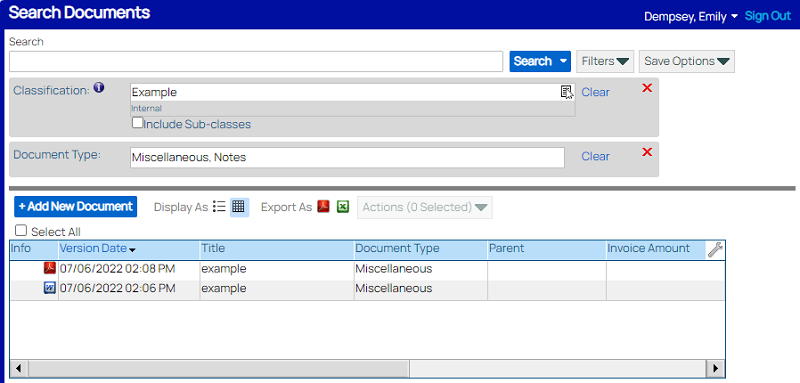 Search Documents
Dempsey, Emily Sign Out
Search
Search Filters Save Options
Classification: Example Clear
Internal
Include Sub-classes
Document Type: Miscellaneous, Notes Clear
+ Add New Document Display As Export As Actions (0 Selected)
Select All
Info Version Date Title Document Type Parent Invoice Amount
07/06/2022 02:08 PM example Miscellaneous
07/06/2022 02:06 PM example Miscellaneous